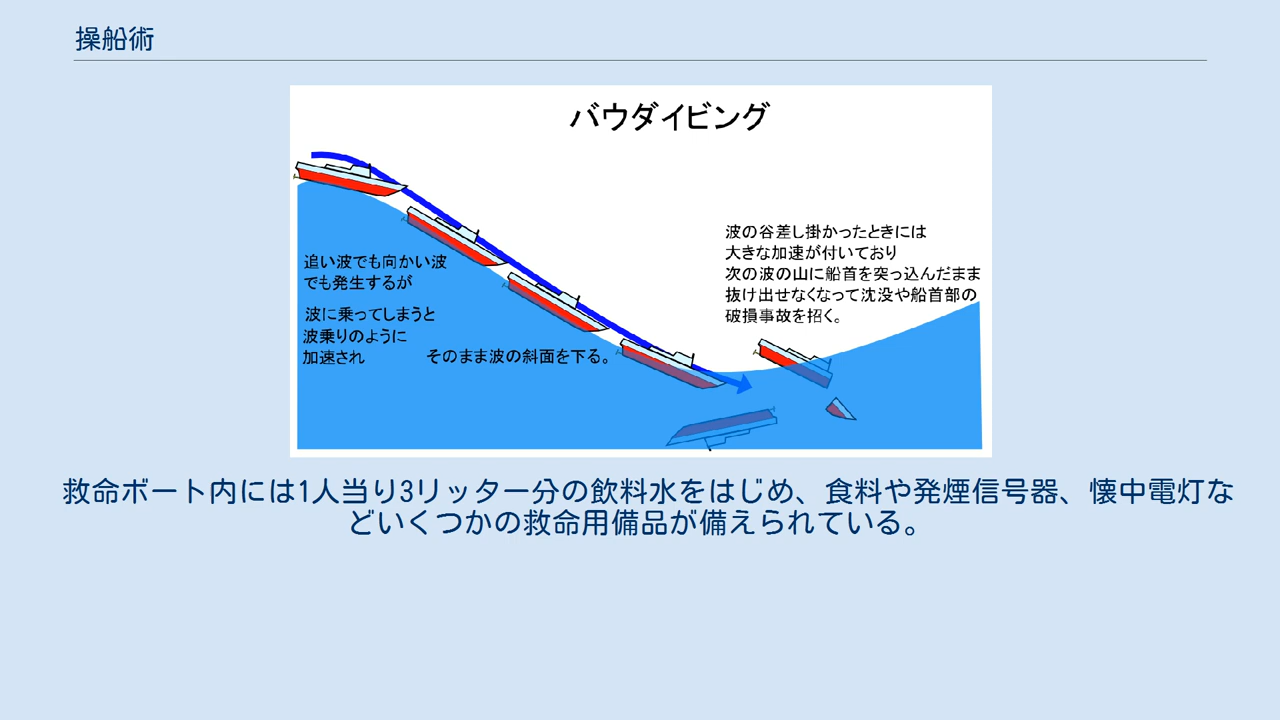 操船術
バウダイビング
追い波でも向かい波
でも発生するが
波に乗ってしまうと
波乗りのように
加速され
そのまま波の斜面を下る。
波の谷差し掛かったときには
大きな加速が付いており
次の波の山に船首を突っ込んだまま
抜け出せなくなって沈没や船首部の
破損事故を招く。
救命ボート内には1人当り3リッター分の飲料水をはじめ、食料や発煙信号器、懐中電灯な
どいくつかの救命用備品が備えられている。